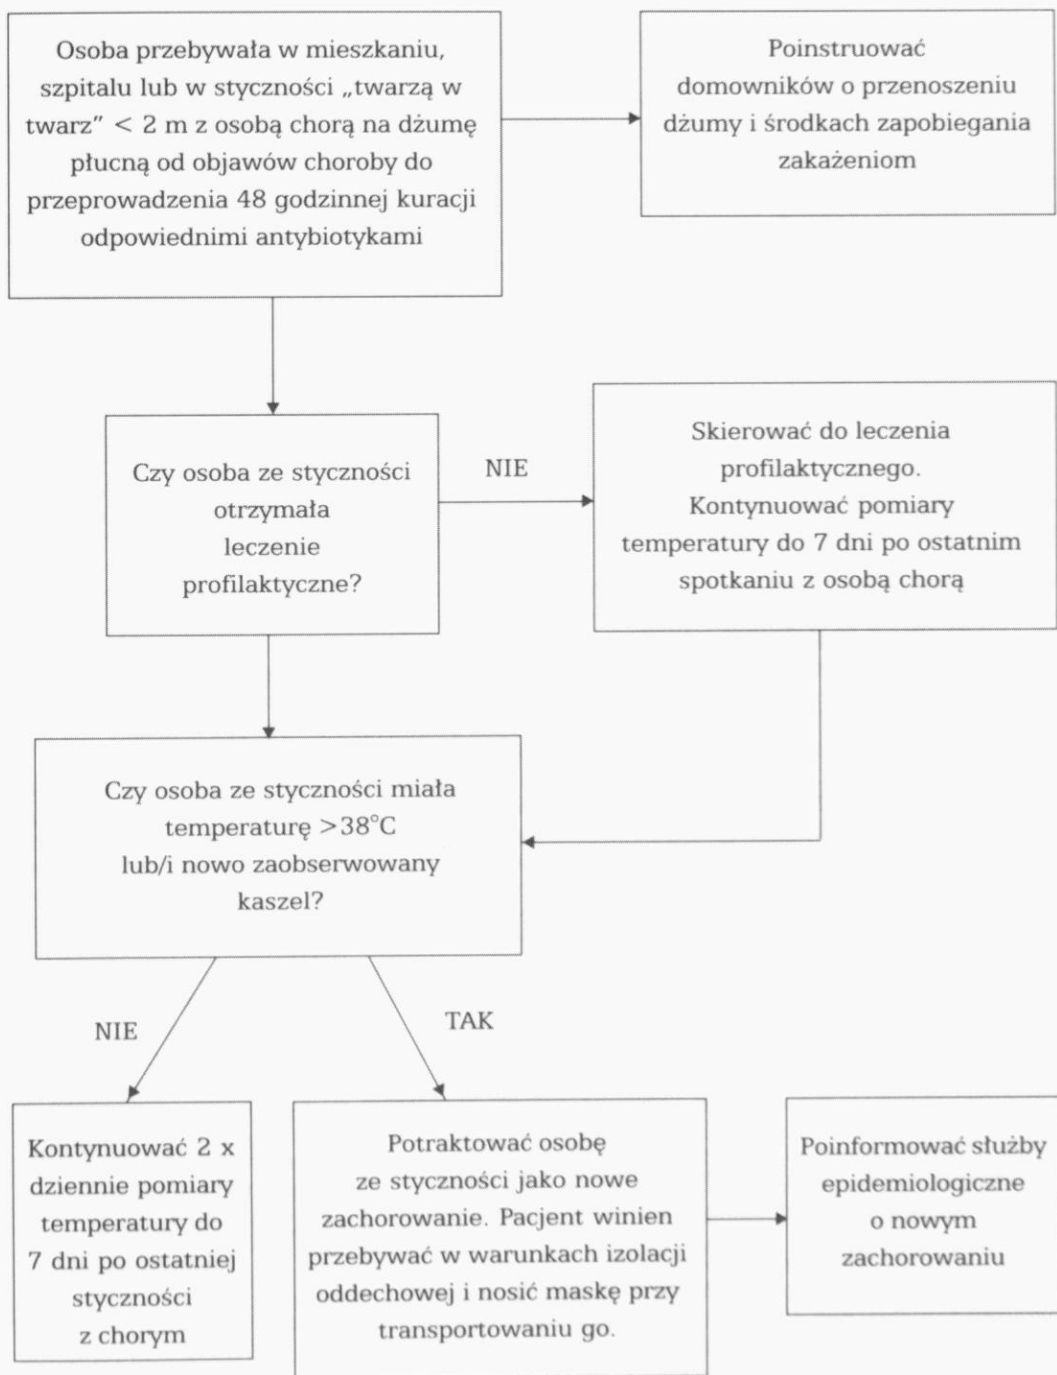 Osoba przebywała w mieszkaniu,
szpitalu lub w styczności „twarzą w
twarz” < 2 m z osobą chorą na dżumę
płucną od objawów choroby do
przeprowadzenia 48 godzinnej kuracji
odpowiednimi antybiotykami
Poinstruować
domowników o przenoszeniu
dżumy i środkach zapobiegania
zakażeniom
Czy osoba ze styczności
otrzymała
leczenie
profilaktyczne?
NIE
Skierować do leczenia
profilaktycznego.
Kontynuować pomiary
temperatury do 7 dni po ostatnim
spotkaniu z osobą chorą
Czy osoba ze styczności miała
temperaturę >38°C
lub/i nowo zaobserwowany
kaszel?
NIE
TAK
Kontynuować 2 x
dziennie pomiary
temperatury do
7 dni po ostatniej
styczności
z chorym
Potraktować osobę
ze styczności jako nowe
zachorowanie. Pacjent winien
przebywać w warunkach izolacji
oddechowej i nosić maskę przy
transportowaniu go.
Poinformować służby
epidemiologiczne
o nowym
zachorowaniu